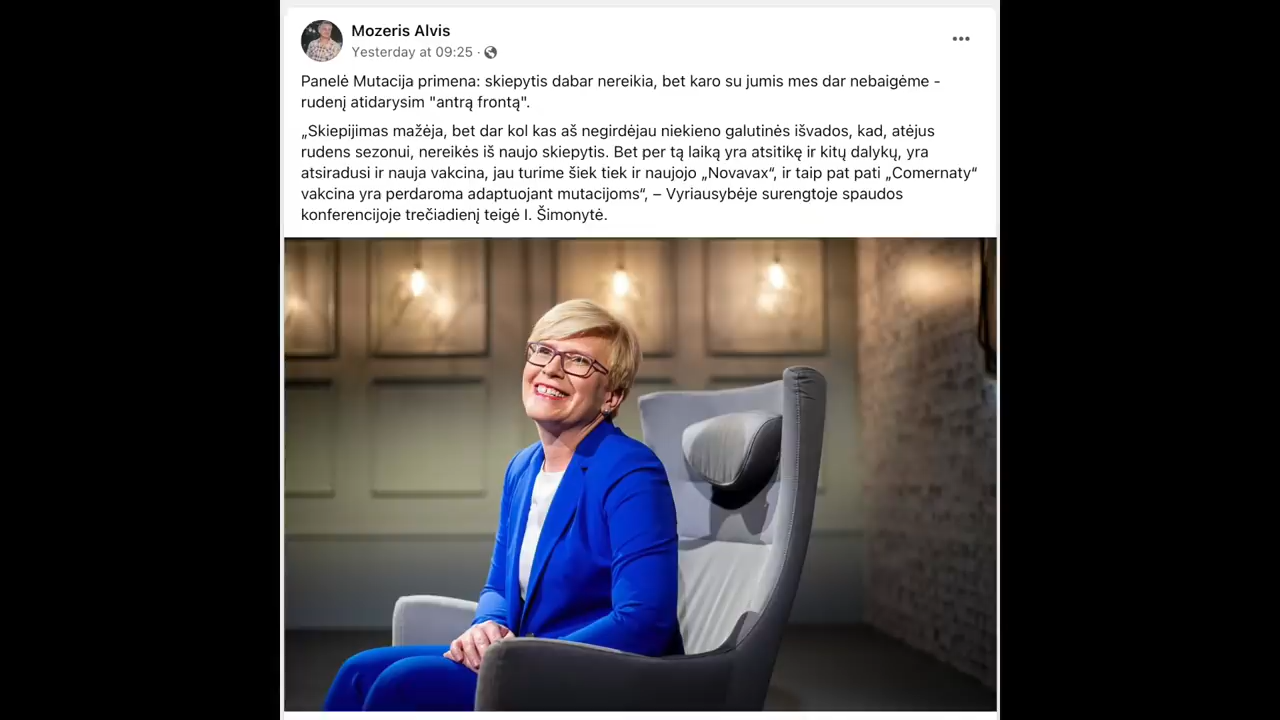 Mozeris Alvis
Yesterday at 09:25 ·
Panelė Mutacija primena: skiepytis dabar nereikia, bet karo su jumis mes dar nebaigėme -
rudenį atidarysim "antrą frontą".
„Skiepijimas mažėja, bet dar kol kas aš negirdėjau niekieno galutinės išvados, kad, atėjus
rudens sezonui, nereikės iš naujo skiepytis. Bet per tą laiką yra atsitikę ir kitų dalykų, yra
atsiradusi ir nauja vakcina, jau turime šiek tiek ir naujojo „Novavax“, ir taip pat pati „Comernaty“
vakcina yra perdaroma adaptuojant mutacijoms“, – Vyriausybėje surengtoje spaudos
konferencijoje trečiadienį teigė I. Šimonytė.